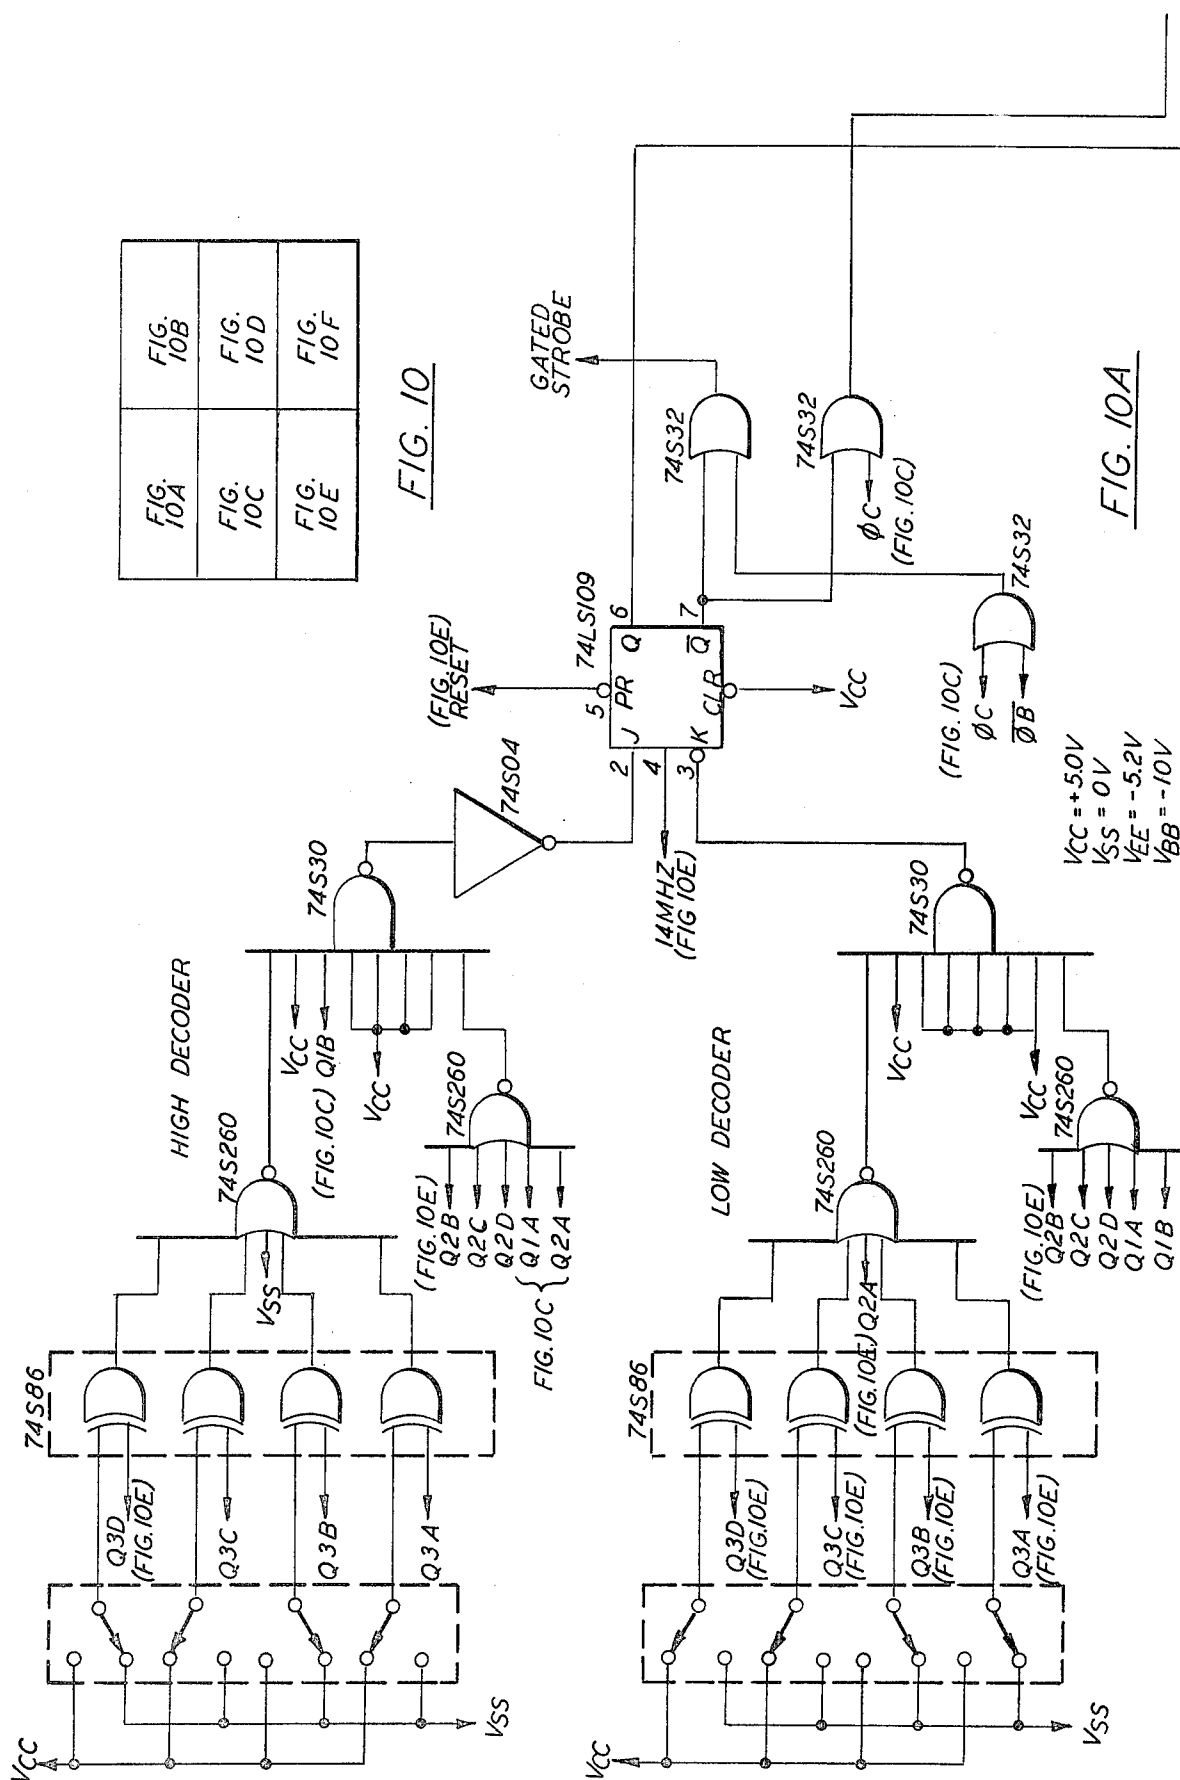 FIG. 10A
FIG. 10B
FIG. 10C
FIG. 10D
FIG. 10E
FIG. 10F
FIG. 10
HIGH DECODER
VCC
VSS
74S86
Q3D
(FIG.10E)
Q3C
Q3B
Q3A
74S260
VSS
VCC
(FIG.10C) Q1B
VCC
74S30
74S260
(FIG.10E)
Q2B
Q2C
Q2D
Q1A
Q2A
FIG.10C {
74S04
(FIG.10E)
RESET
74LS109
5
PR
2
J
Q
6
4
3
K
CLR
Q̅
7
VCC
14MHZ
(FIG 10E)
GATED
STROBE
74S32
74S32
ØC
(FIG.10C)
74S32
(FIG.10C)
ØC
Ø̅B̅
LOW DECODER
VCC
VSS
74S86
Q3D
(FIG.10E)
Q3C
(FIG.10E)
Q3B
(FIG.10E)
Q3A
(FIG.10E)
74S260
(FIG.10E) Q2A
VCC
VCC
74S30
74S260
(FIG.10E)
Q2B
Q2C
Q2D
Q1A
Q1B
VCC=+5.0V
VSS = 0V
VEE=-5.2V
VBB=-10V
FIG. 10A